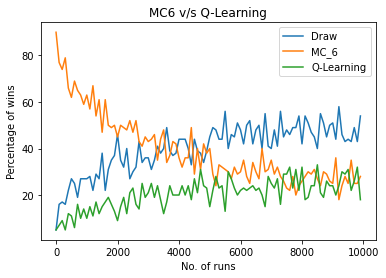 MC6 v/s Q-Learning
Draw
MC_6
Q-Learning
Percentage of wins
80
60
40
20
0
2000
4000
6000
8000
10000
No. of runs